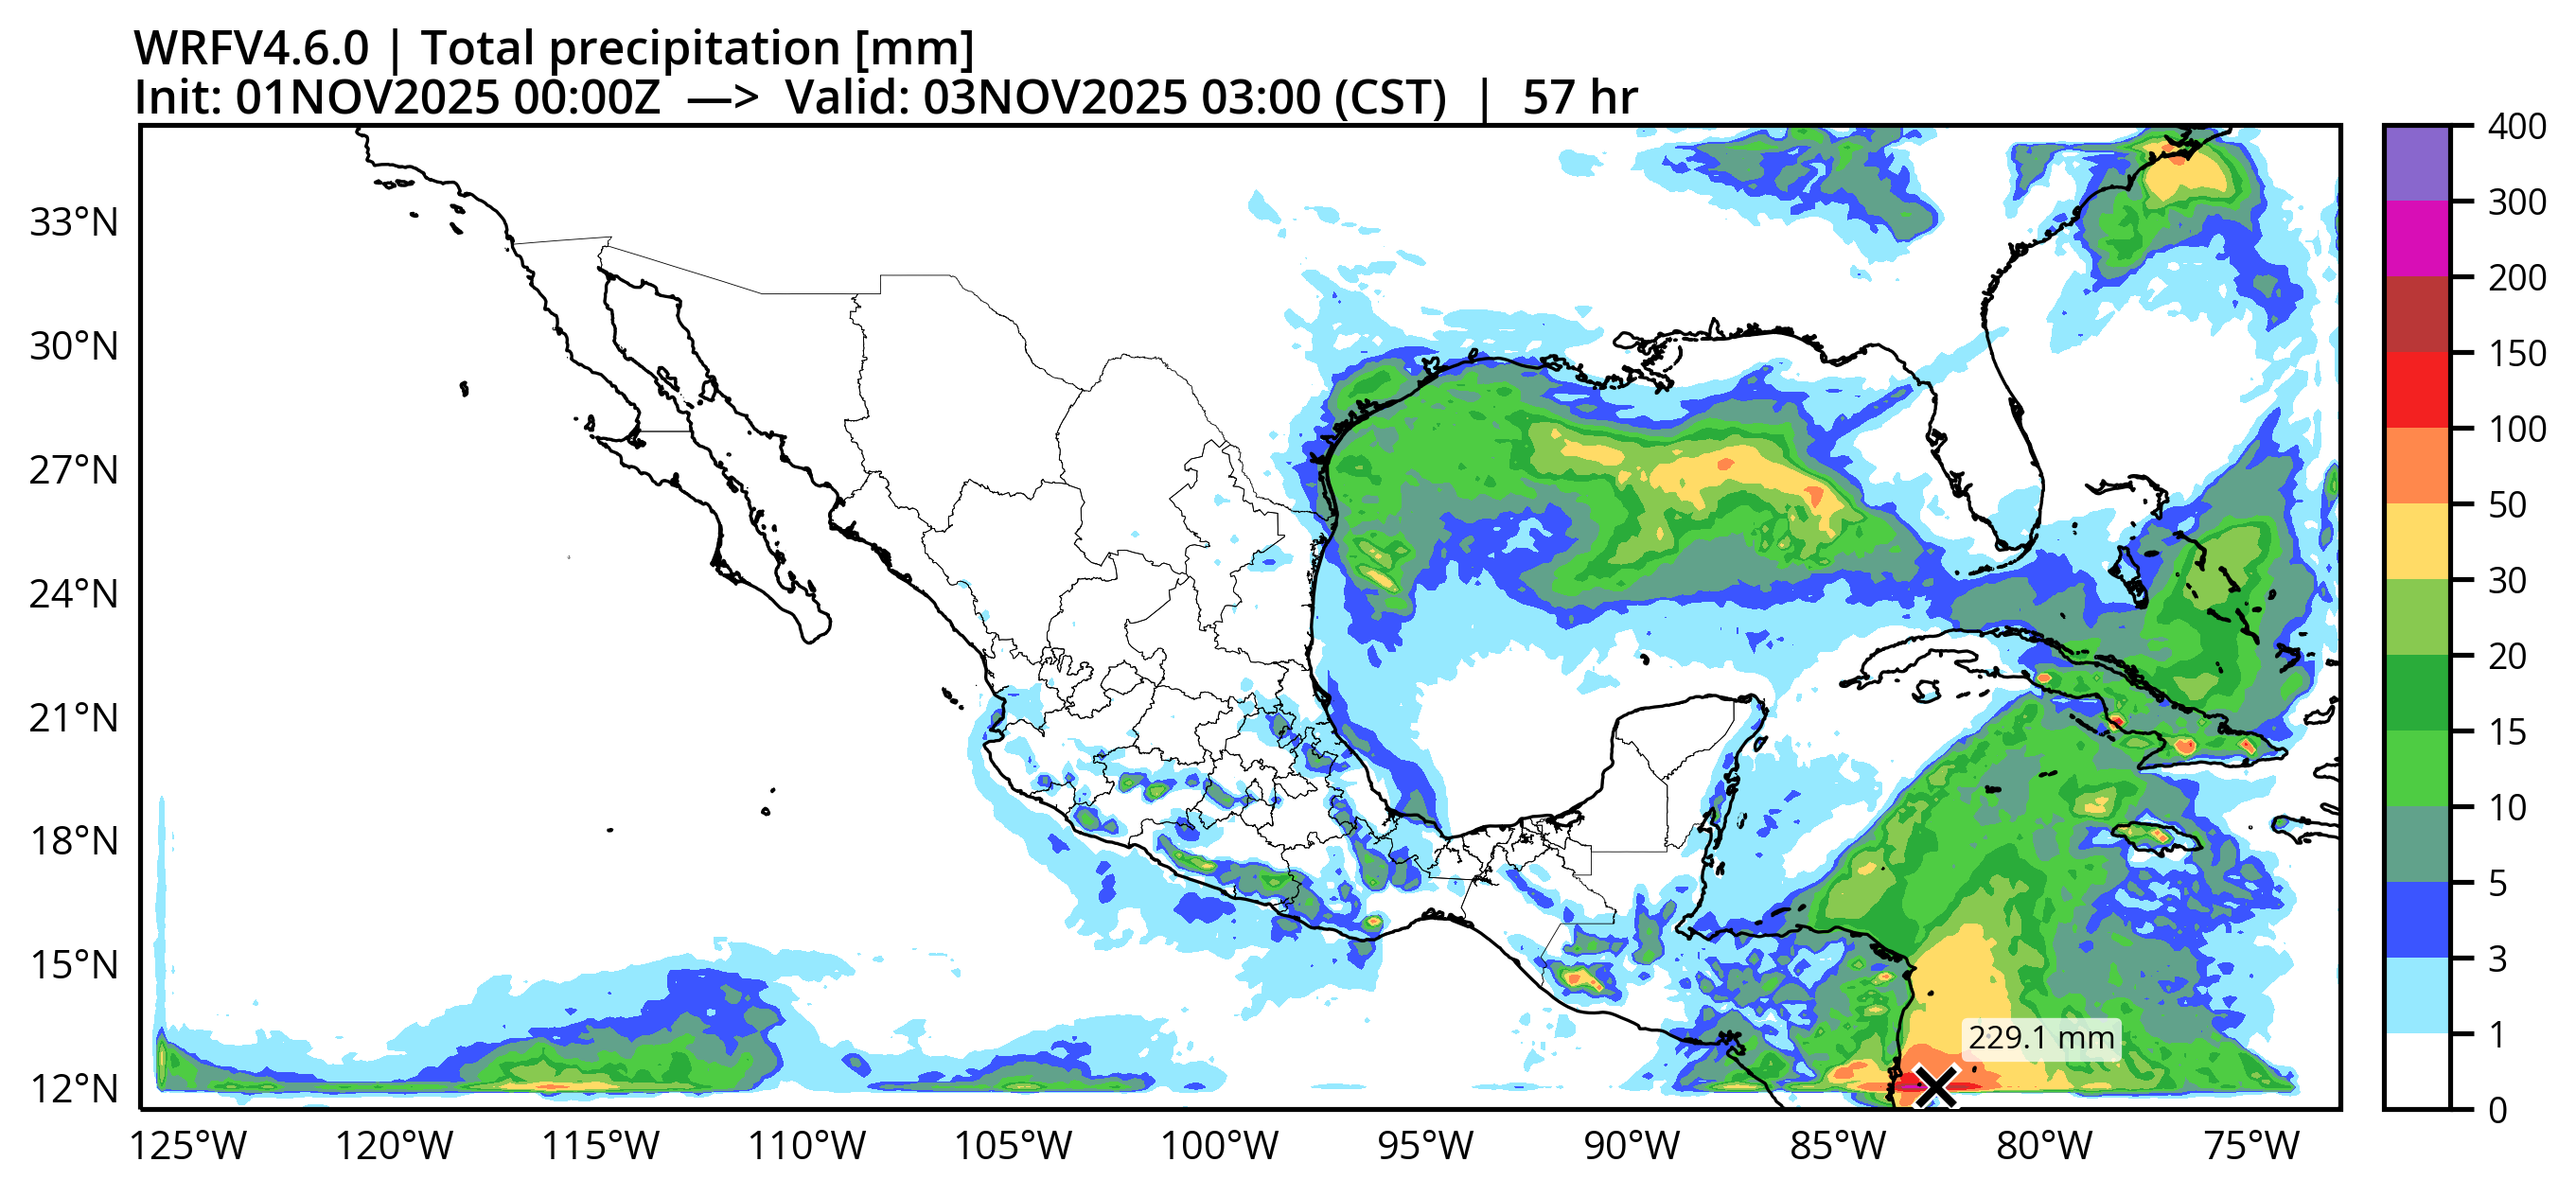 WRFV4.6.0 | Total precipitation [mm]
Init: 01NOV2025 00:00Z —> Valid: 03NOV2025 03:00 (CST) | 57 hr
33°N
30°N
27°N
24°N
21°N
18°N
15°N
12°N
125°W 120°W 115°W 110°W 105°W 100°W 95°W 90°W 85°W 80°W 75°W
229.1 mm
400
300
200
150
100
50
30
20
15
10
5
3
1
0